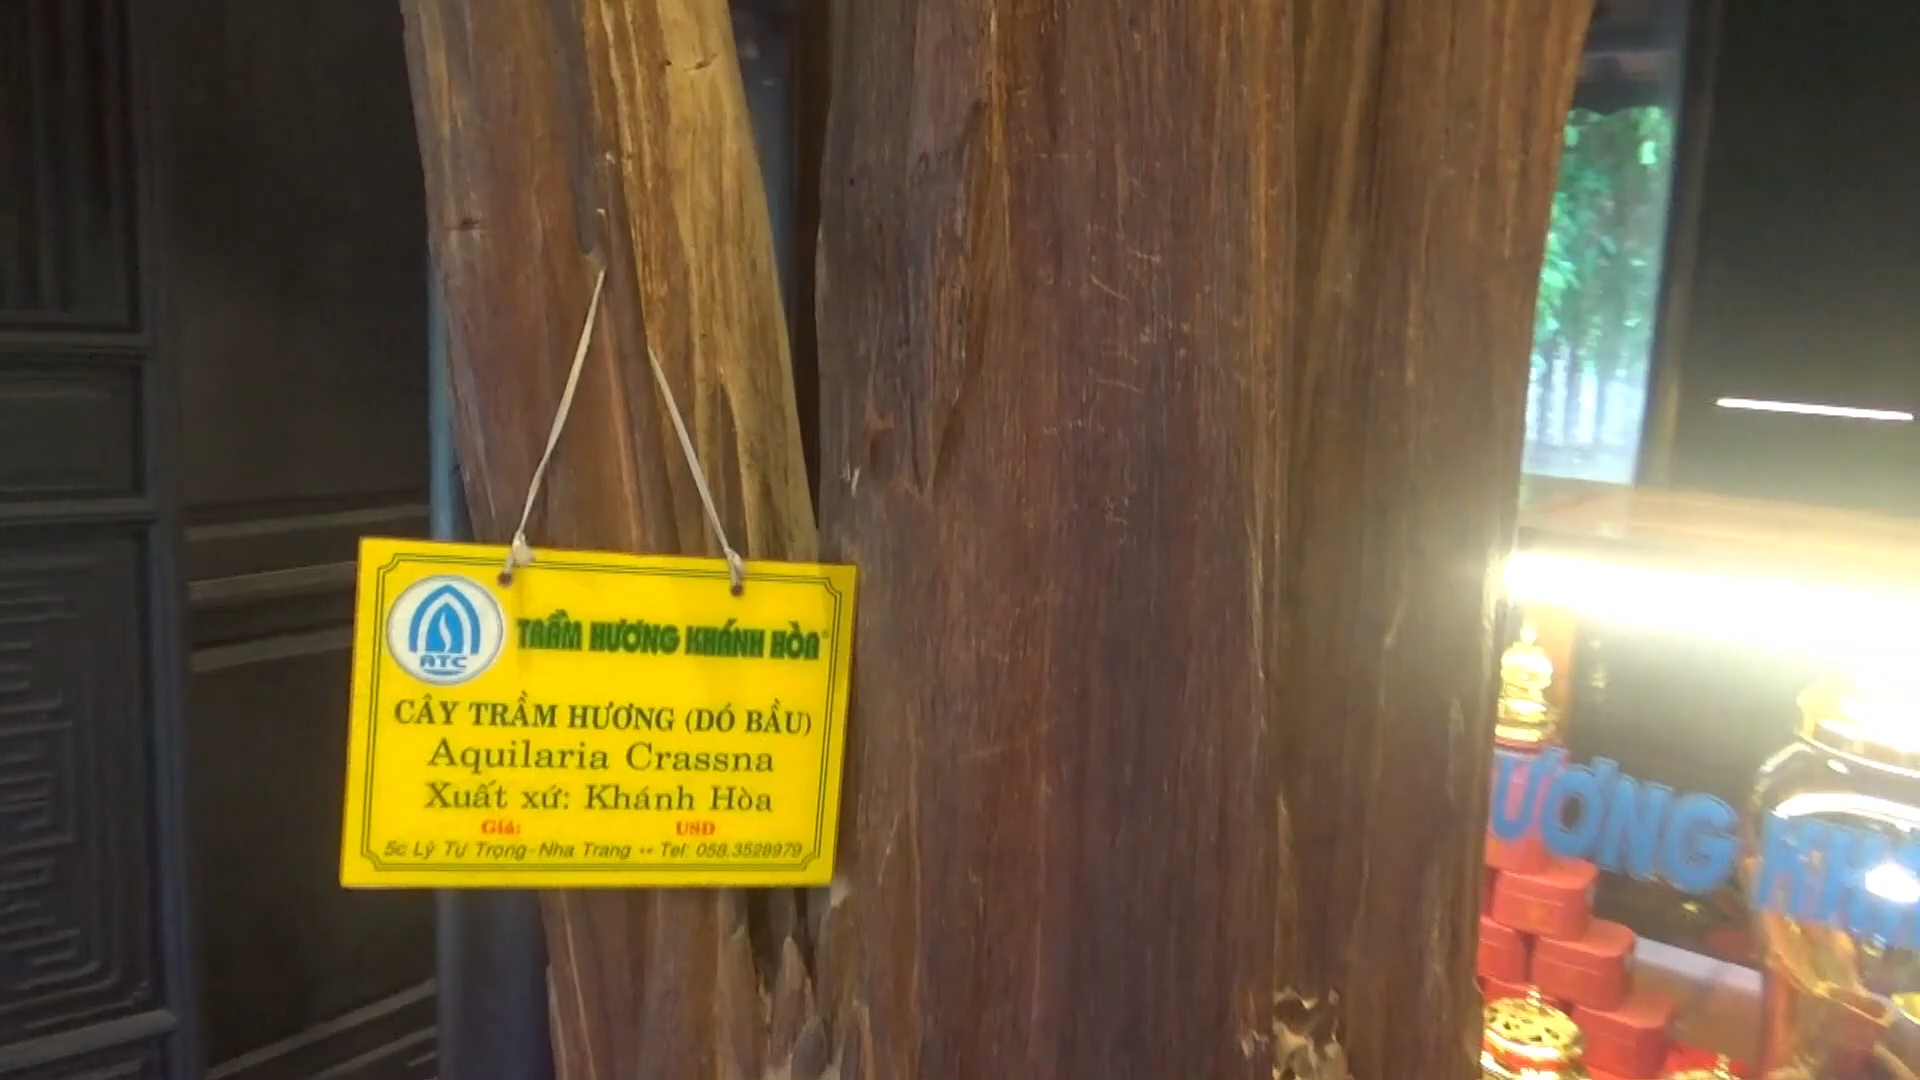 ATC
TRẦM HƯƠNG KHÁNH HÒA
CÂY TRẦM HƯƠNG (DÓ BẦU)
Aquilaria Crassna
Xuất xứ: Khánh Hòa
Giá: USD
5c Lý Tự Trọng-Nha Trang ** Tel: 058.3528979
ƯƠNG KH